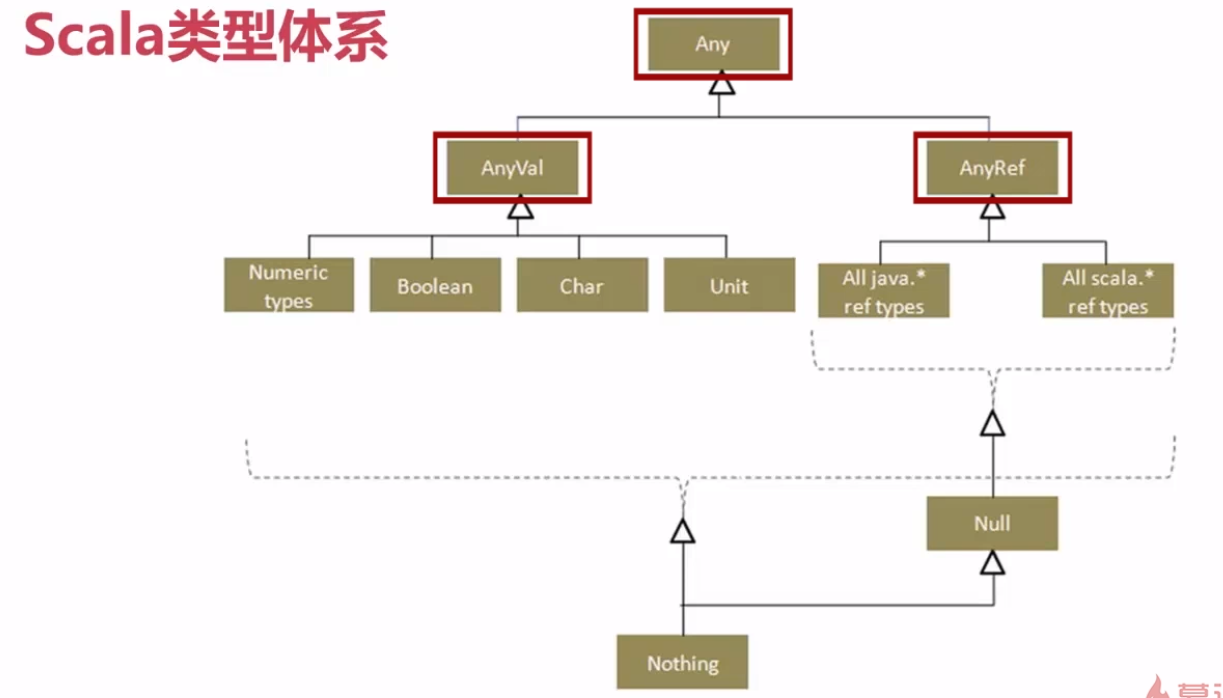 Scala类型体系
Any
AnyVal
AnyRef
Numeric
types
Boolean
Char
Unit
All java.*
ref types
All scala.*
ref types
Null
Nothing